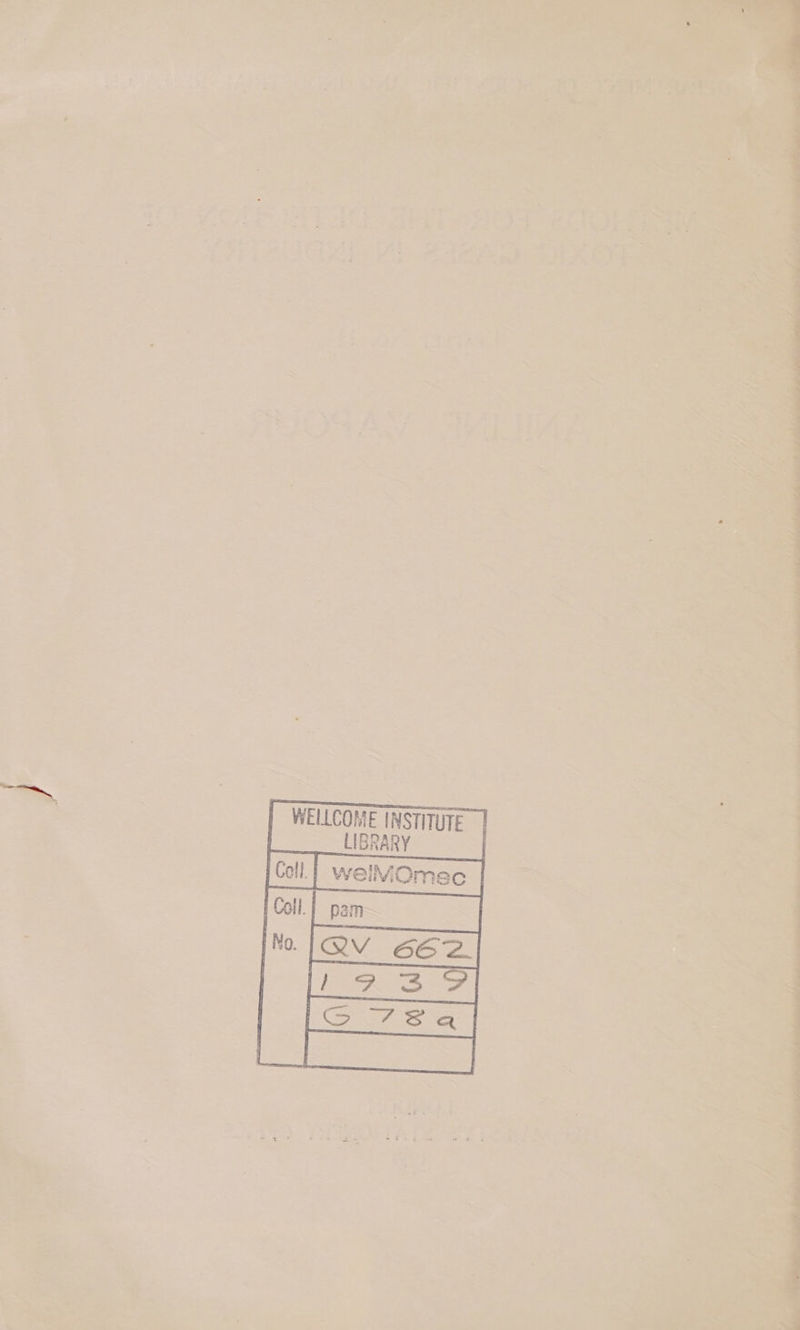 WELLCOME INSTITUTE
LIBRARY
Coll. welMOmec
Coll. pam
No. QV 662
1939
G78a